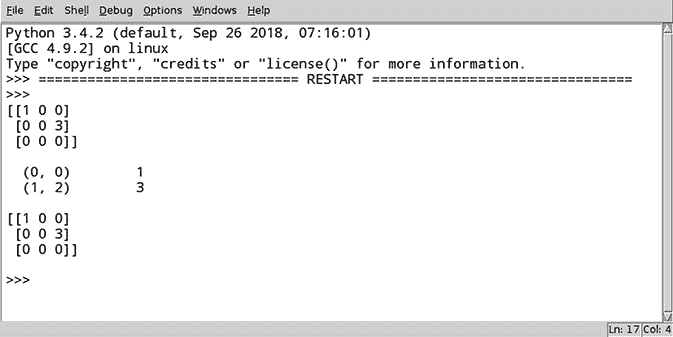 File Edit Shell Debug Options Windows Help
Python 3.4.2 (default, Sep 26 2018, 07:16:01)
[GCC 4.9.2] on linux
Type "copyright", "credits" or "license()" for more information.
>>> ================================ RESTART ================================
>>>
[[1 0 0]
 [0 0 3]
 [0 0 0]]
  (0, 0)        1
  (1, 2)        3
[[1 0 0]
 [0 0 3]
 [0 0 0]]
>>>
Ln: 17 Col: 4